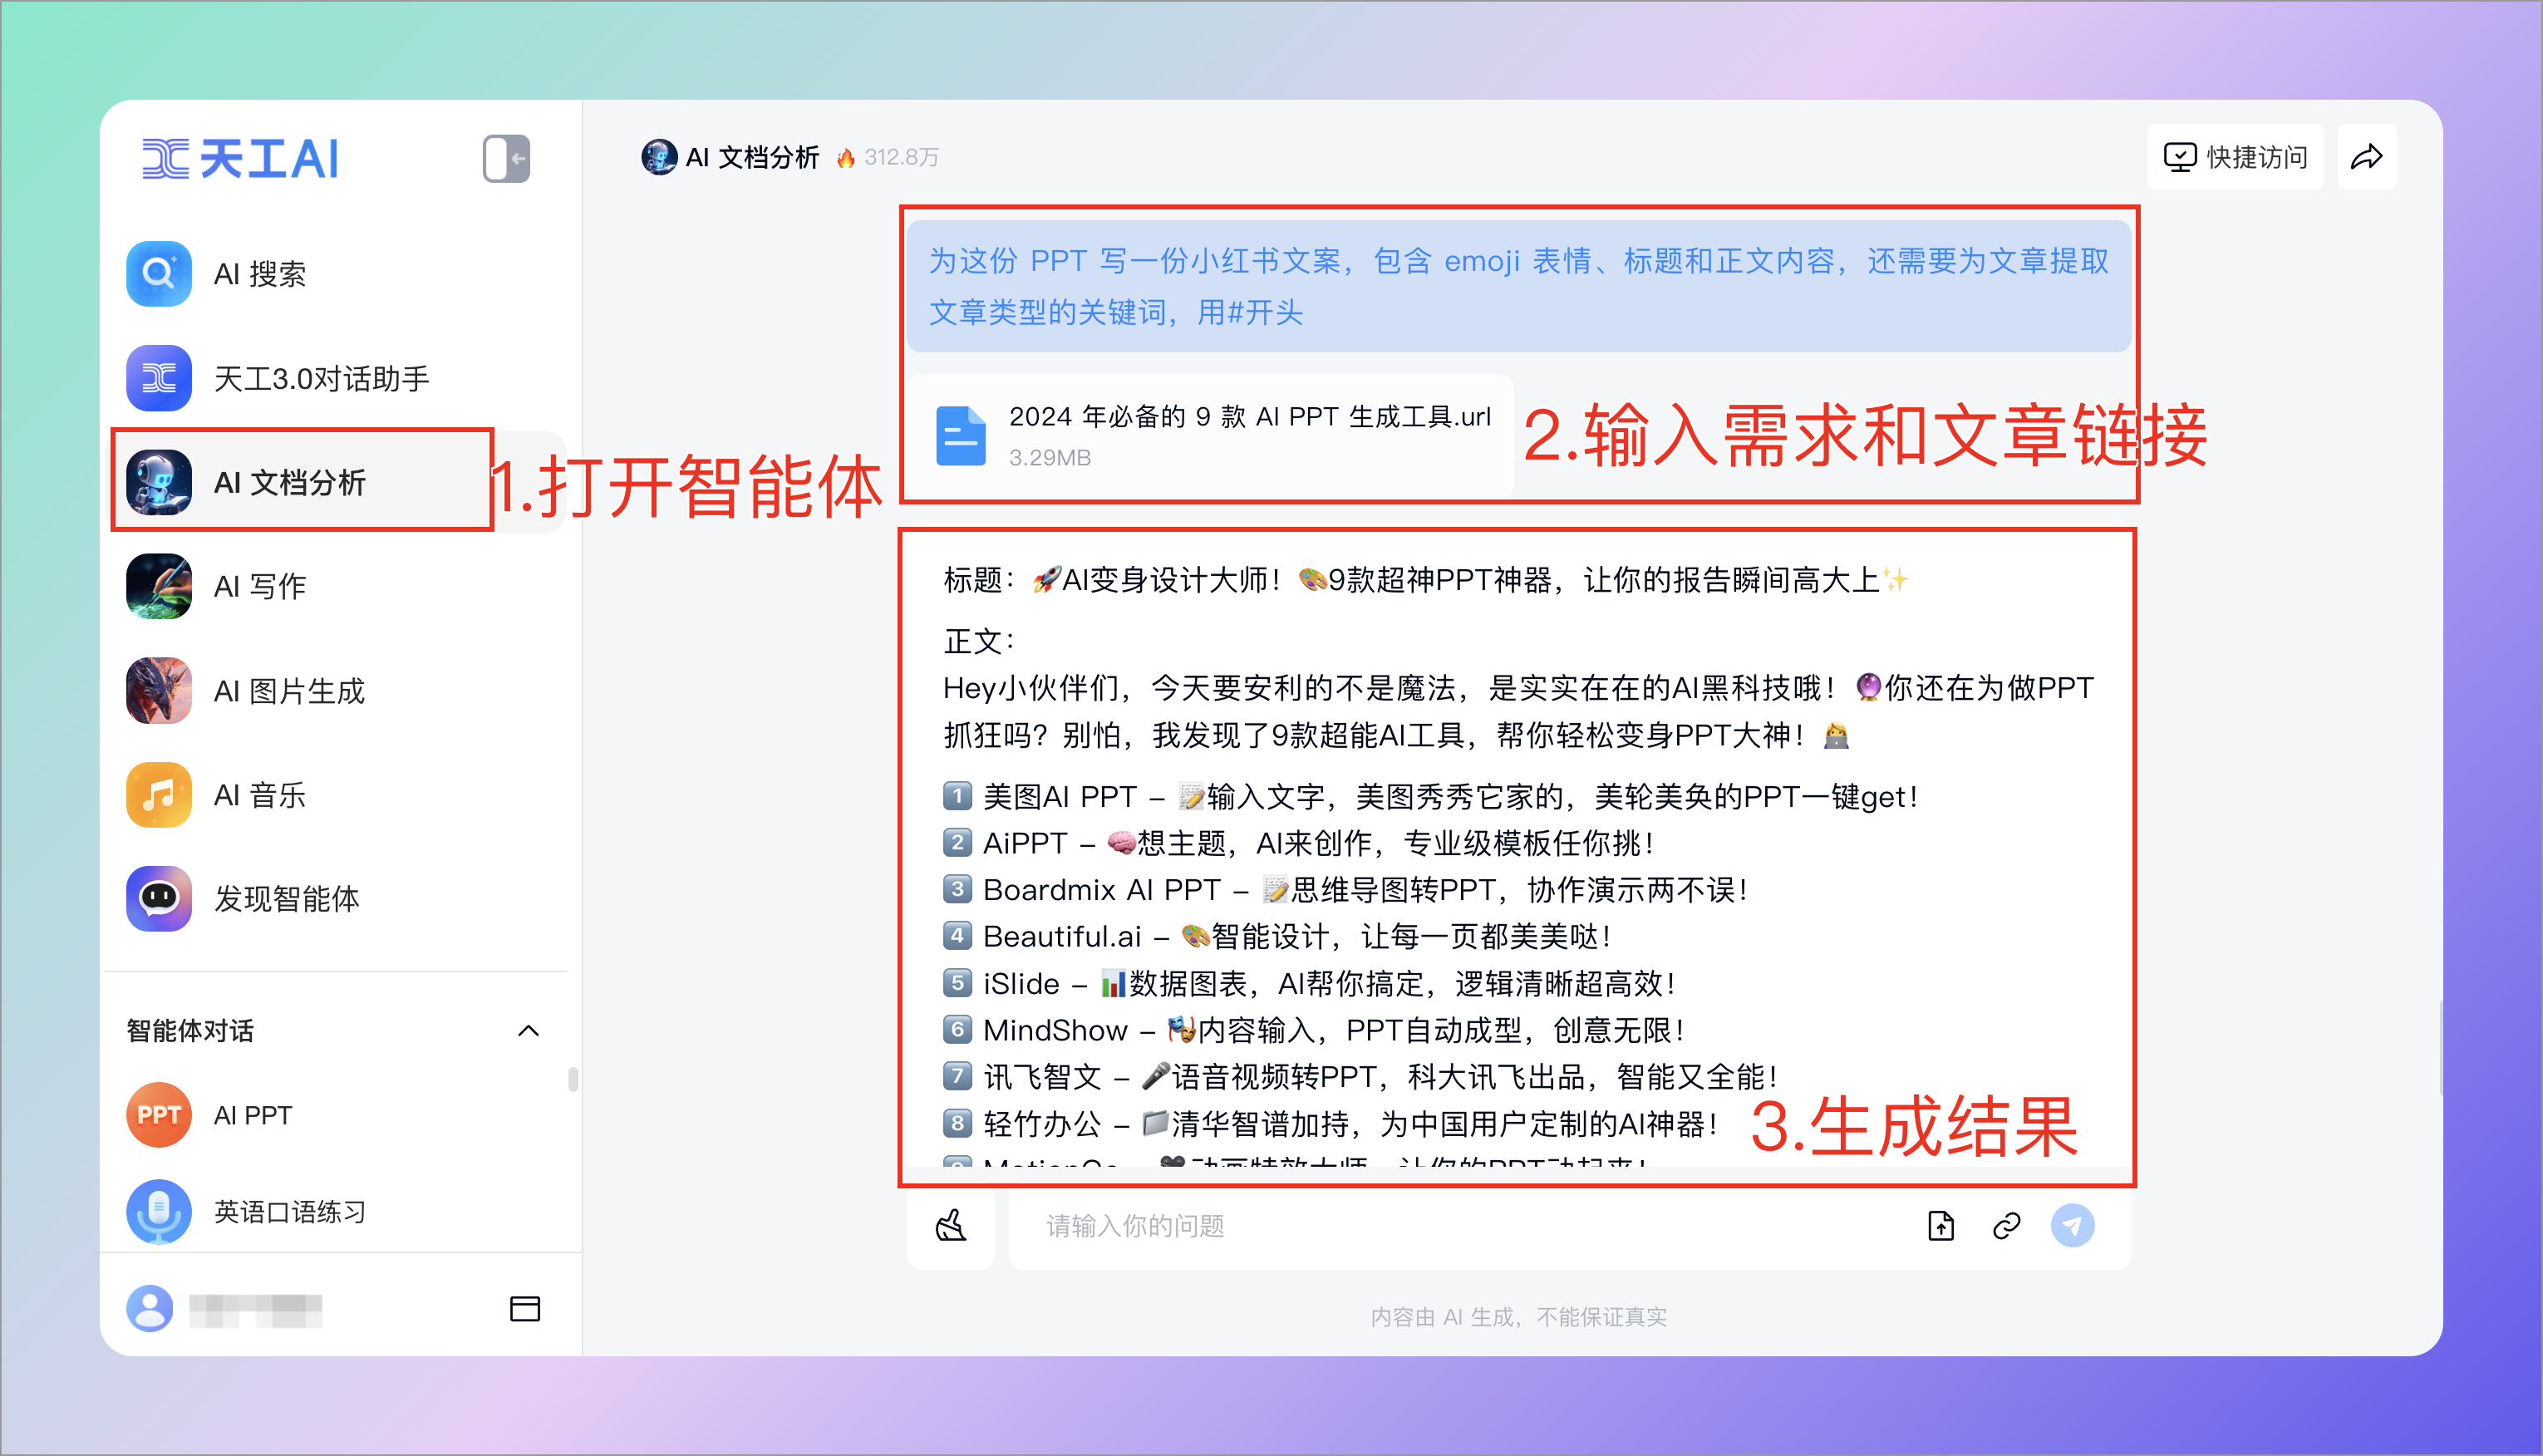 天工AI
AI 搜索
天工3.0对话助手
AI 文档分析
1.打开智能体
AI 写作
AI 图片生成
AI 音乐
发现智能体
智能体对话
PPT
AI PPT
英语口语练习
AI 文档分析 🔥 312.8万
快捷访问
为这份 PPT 写一份小红书文案，包含 emoji 表情、标题和正文内容，还需要为文章提取
文章类型的关键词，用#开头
2024 年必备的 9 款 AI PPT 生成工具.url
3.29MB
2.输入需求和文章链接
标题：🚀AI变身设计大师！🎨9款超神PPT神器，让你的报告瞬间高大上✨
正文：
Hey小伙伴们，今天要安利的不是魔法，是实实在在的AI黑科技哦！🔮你还在为做PPT
抓狂吗？别怕，我发现了9款超能AI工具，帮你轻松变身PPT大神！👩‍💻
1️⃣ 美图AI PPT – 📝输入文字，美图秀秀它家的，美轮美奂的PPT一键get！
2️⃣ AiPPT – 🧠想主题，AI来创作，专业级模板任你挑！
3️⃣ Boardmix AI PPT – 📝思维导图转PPT，协作演示两不误！
4️⃣ Beautiful.ai – 🎨智能设计，让每一页都美美哒！
5️⃣ iSlide – 📊数据图表，AI帮你搞定，逻辑清晰超高效！
6️⃣ MindShow – 🎭内容输入，PPT自动成型，创意无限！
7️⃣ 讯飞智文 – 🎤语音视频转PPT，科大讯飞出品，智能又全能！
8️⃣ 轻竹办公 – 📁清华智谱加持，为中国用户定制的AI神器！
9️⃣ MotionGo – 🎥动画特效大师，让你的PPT动起来！
3.生成结果
请输入你的问题
内容由 AI 生成，不能保证真实